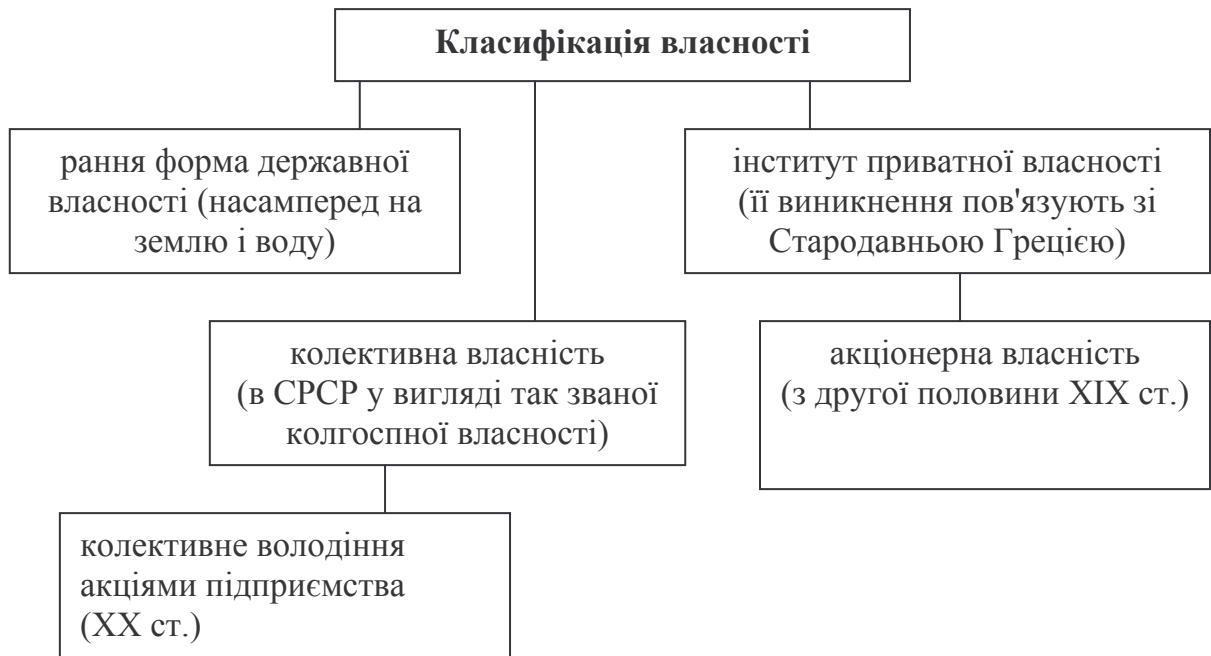 Класифікація власності
рання форма державної
власності (насамперед на
землю і воду)
інститут приватної власності
(її виникнення пов'язують зі
Стародавньою Грецією)
колективна власність
(в СРСР у вигляді так званої
колгоспної власності)
акціонерна власність
(з другої половини XIX ст.)
колективне володіння
акціями підприємства
(XX ст.)